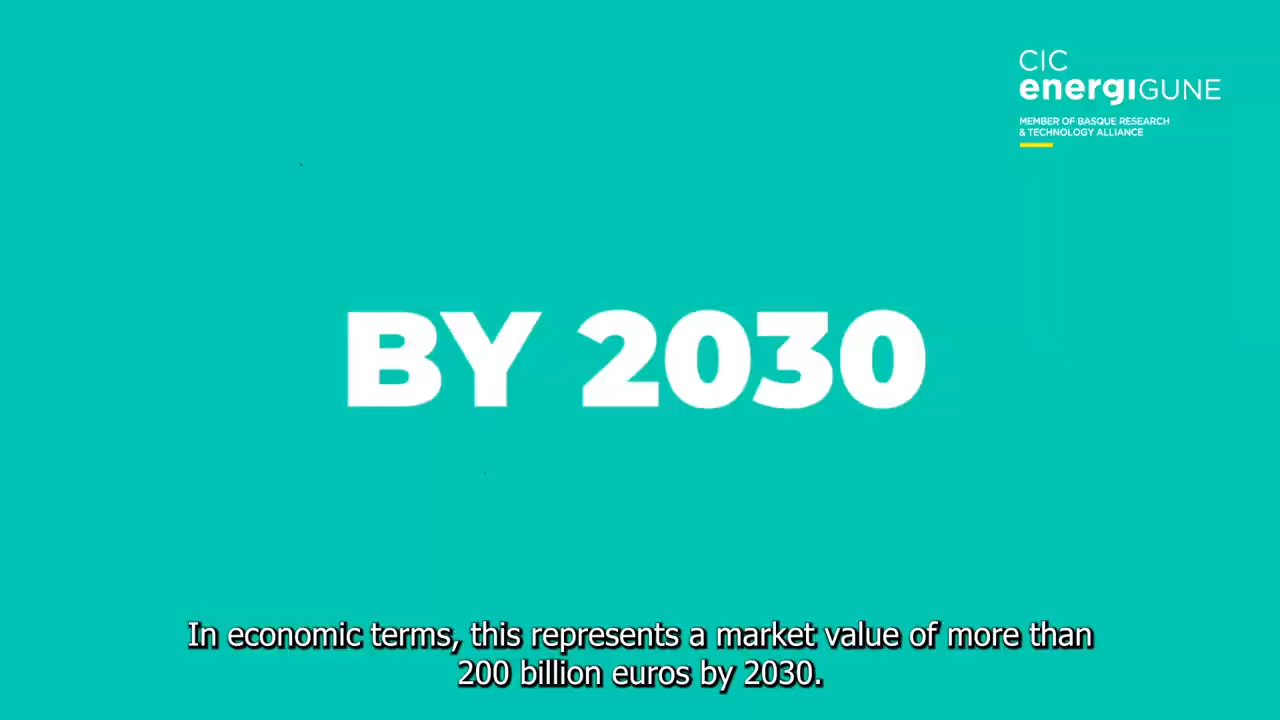 CIC
energiGUNE
MEMBER OF BASQUE RESEARCH
& TECHNOLOGY ALLIANCE
BY 2030
In economic terms, this represents a market value of more than
200 billion euros by 2030.